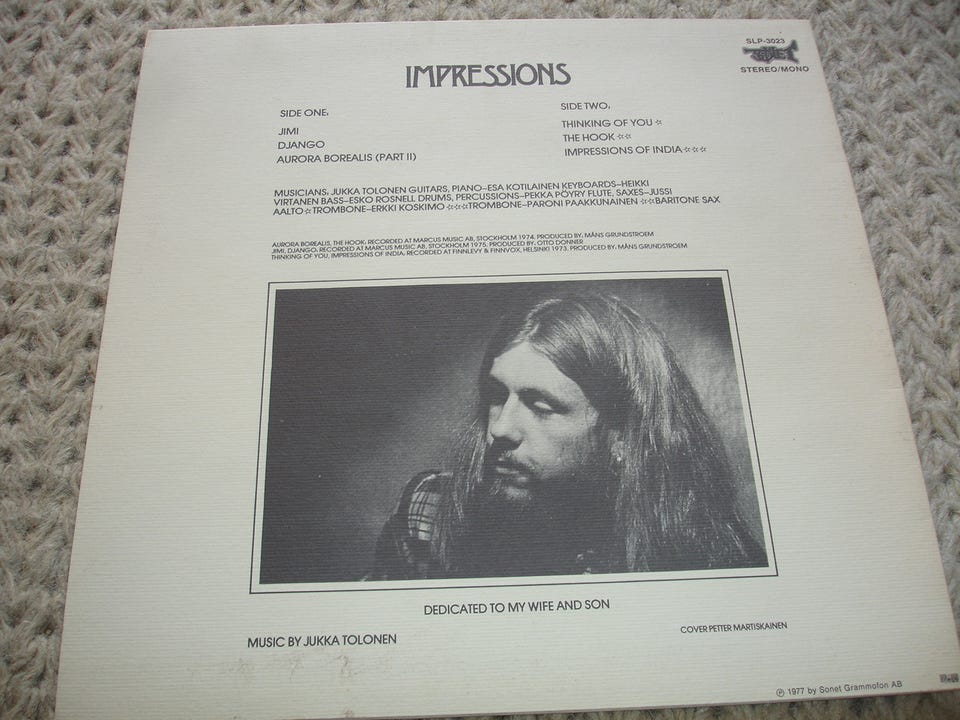 SLP-3023
STEREO/MONO
IMPRESSIONS
SIDE ONE:
JIMI
DJANGO
AURORA BOREALIS (PART II)
SIDE TWO:
THINKING OF YOU ☆
THE HOOK ☆☆
IMPRESSIONS OF INDIA ☆☆☆
MUSICIANS: JUKKA TOLONEN GUITARS, PIANO–ESA KOTILAINEN KEYBOARDS–HEIKKI
VIRTANEN BASS–ESKO ROSNELL DRUMS, PERCUSSIONS–PEKKA PÖYRY FLUTE, SAXES–JUSSI
AALTO ☆ TROMBONE–ERKKI KOSKIMO ☆☆☆ TROMBONE–PARONI PAAKKUNAINEN ☆☆ BARITONE SAX
AURORA BOREALIS, THE HOOK: RECORDED AT MARCUS MUSIC AB, STOCKHOLM 1974. PRODUCED BY: MÅNS GRUNDSTROEM
JIMI, DJANGO: RECORDED AT MARCUS MUSIC AB, STOCKHOLM 1975. PRODUCED BY: OTTO DONNER
THINKING OF YOU, IMPRESSIONS OF INDIA: RECORDED AT FINNLEVY & FINNVOX, HELSINKI 1973. PRODUCED BY: MÅNS GRUNDSTROEM
DEDICATED TO MY WIFE AND SON
MUSIC BY JUKKA TOLONEN
COVER PETTER MARTISKAINEN
℗ 1977 by Sonet Grammofon AB